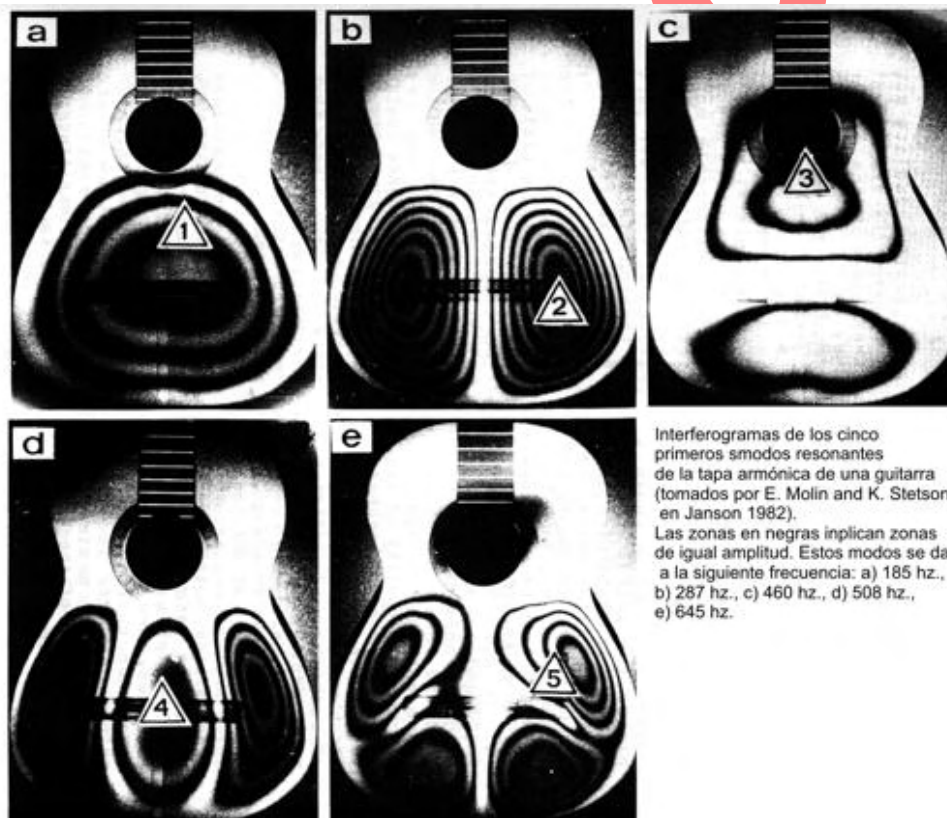 a
b
c
1
2
3
d
e
4
5
Interferogramas de los cinco
primeros smodos resonantes
de la tapa armónica de una guitarra
(tomados por E. Molin and K. Stetson
en Janson 1982).
Las zonas en negras inplican zonas
de igual amplitud. Estos modos se da
a la siguiente frecuencia: a) 185 hz.,
b) 287 hz., c) 460 hz., d) 508 hz.,
e) 645 hz.